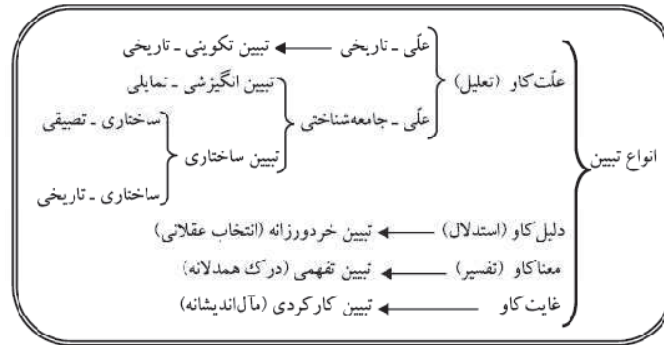 علّی ـ تاریخی ← تبیین تکوینی ـ تاریخی
علّت‌کاو (تعلیل)
تبیین انگیزشی ـ تمایلی
علّی ـ جامعه‌شناختی
ساختاری ـ تضیقی
تبیین ساختاری
ساختاری ـ تاریخی
انواع تبیین
دلیل‌کاو (استدلال) ← تبیین خردورزانه (انتخاب عقلانی)
معناکاو (تفسیر) ← تبیین تفهمی (درک همدلانه)
غایت‌کاو ← تبیین کارکردی (مآل‌اندیشانه)